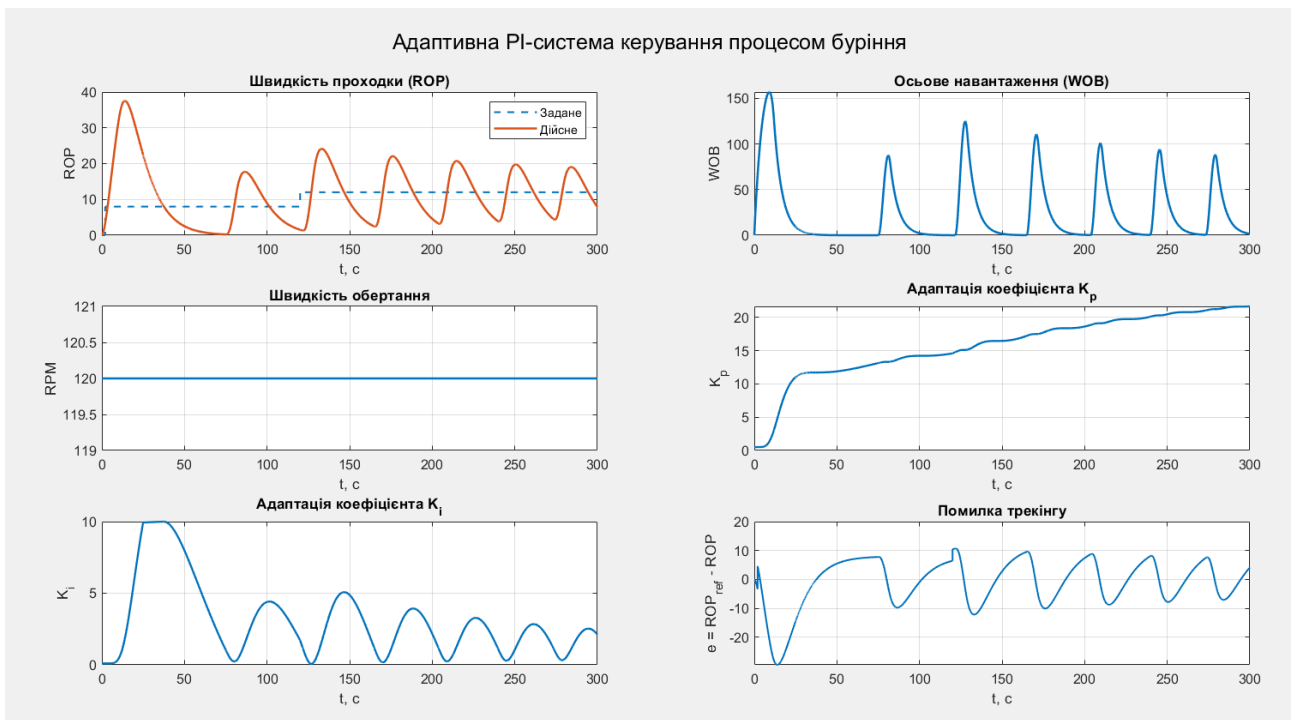 Адаптивна PI-система керування процесом буріння
Швидкість проходки (ROP)
40
30
20
10
0
ROP
Задане
Дійсне
0 50 100 150 200 250 300
t, с
Осьове навантаження (WOB)
150
100
50
0
WOB
0 50 100 150 200 250 300
t, с
Швидкість обертання
121
120.5
120
119.5
119
RPM
0 50 100 150 200 250 300
t, с
Адаптація коефіцієнта K_p
20
15
10
5
0
K_p
0 50 100 150 200 250 300
t, с
Адаптація коефіцієнта K_i
10
5
0
K_i
0 50 100 150 200 250 300
t, с
Помилка трекінгу
20
10
0
-10
-20
e = ROP_ref - ROP
0 50 100 150 200 250 300
t, с